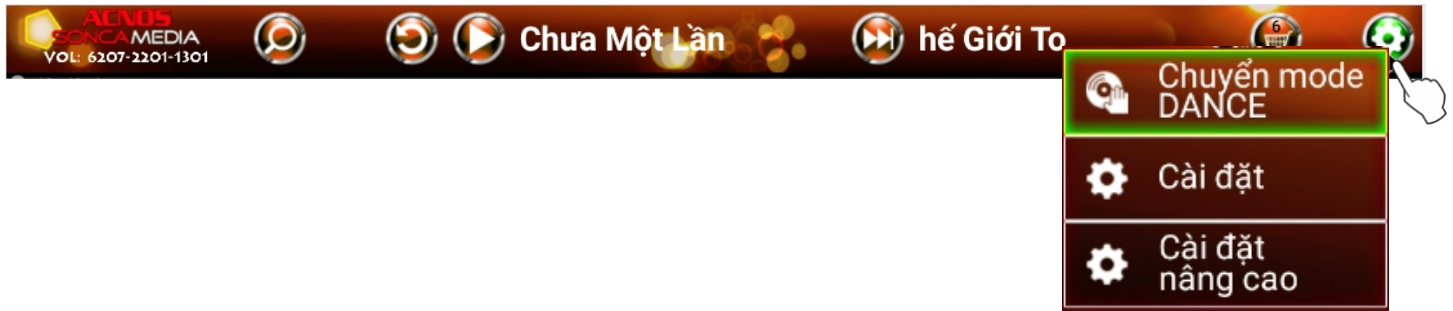 ACNOS
SONCAMEDIA
VOL: 6207-2201-1301
Chưa Một Lần
hế Giới To
6
Chuyển mode
DANCE
Cài đặt
Cài đặt
nâng cao